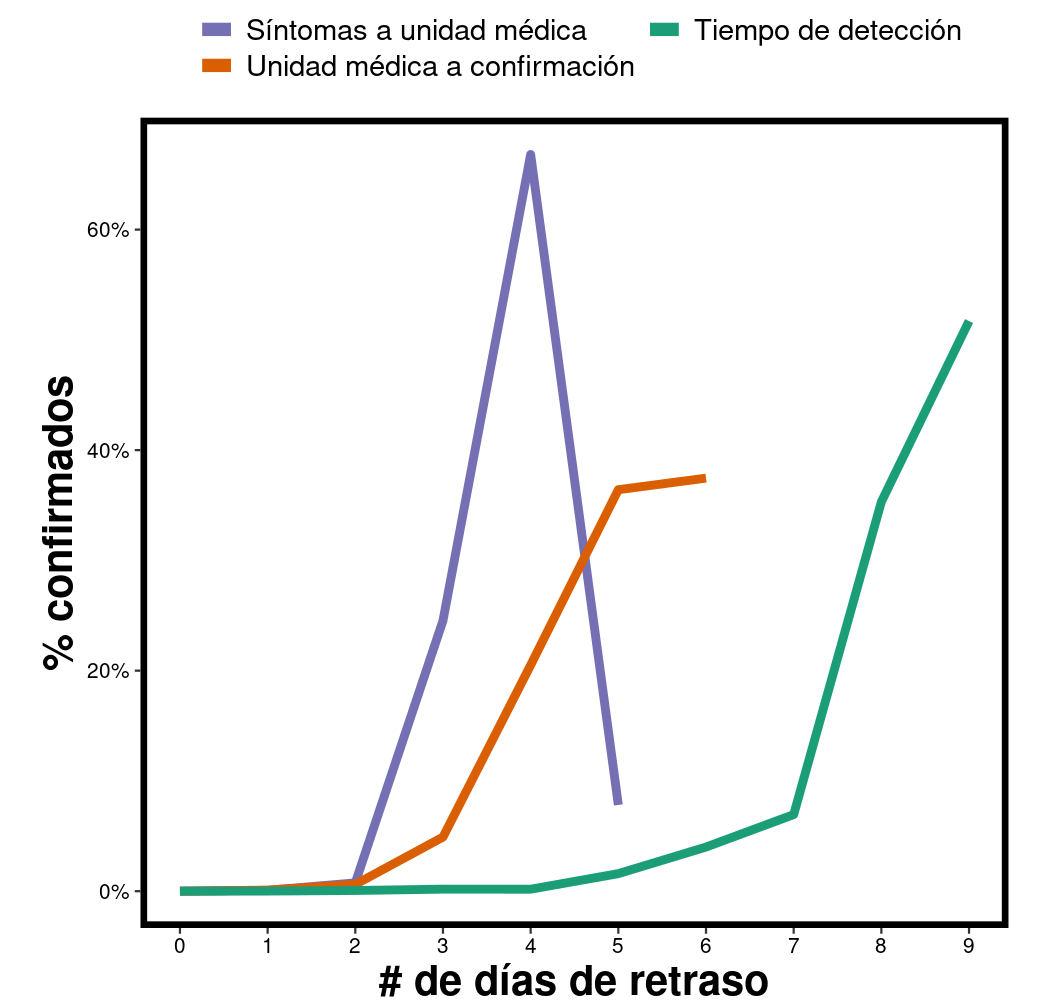 Síntomas a unidad médica
Tiempo de detección
Unidad médica a confirmación
60%
40%
20%
0%
% confirmados
0 1 2 3 4 5 6 7 8 9
# de días de retraso